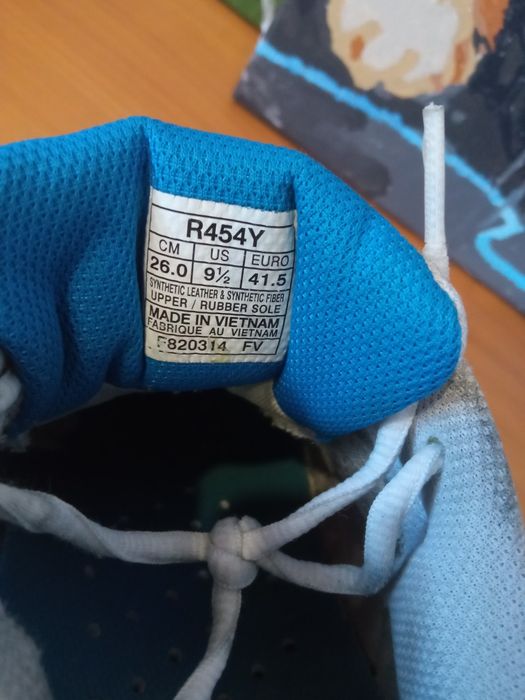 R454Y
CM US EURO
26.0 9½ 41.5
SYNTHETIC LEATHER & SYNTHETIC FIBER
UPPER / RUBBER SOLE
MADE IN VIETNAM
FABRIQUE AU VIETNAM
F820314 FV